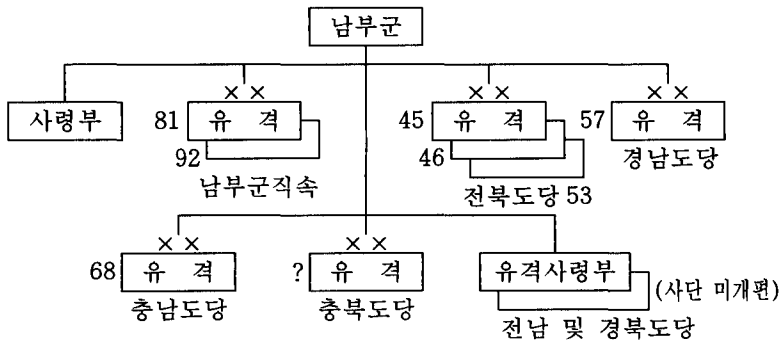 남부군
×× ×× ××
사령부 81 유 격 45 유 격 57 유 격
92 46 경남도당
남부군직속 전북도당 53
×× ××
68 유 격 ? 유 격 유격사령부
(사단 미개편)
충남도당 충북도당 전남 및 경북도당